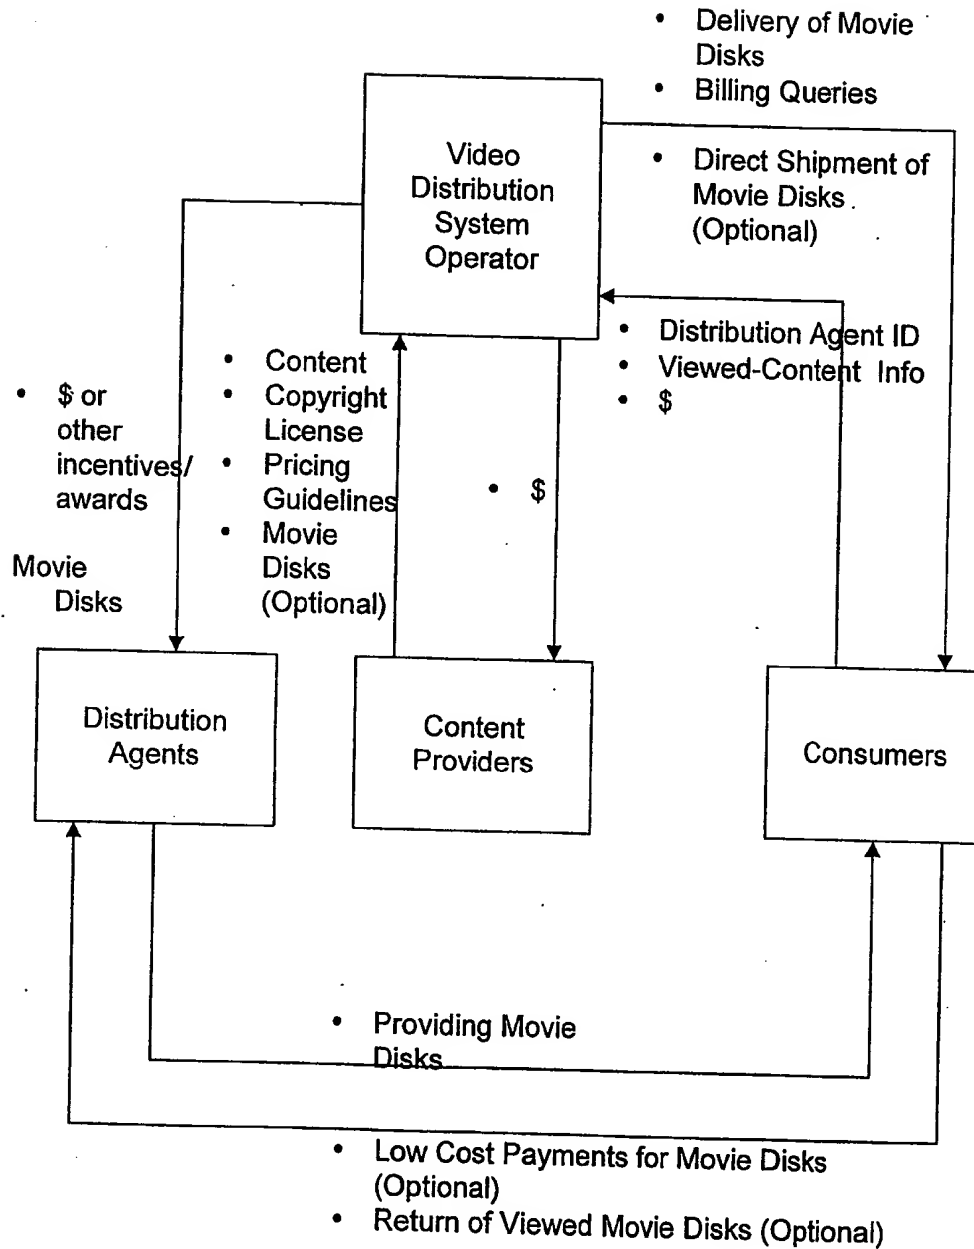 • Delivery of Movie
Disks
• Billing Queries
Video
Distribution
System
Operator
• Direct Shipment of
Movie Disks
(Optional)
• Distribution Agent ID
• Viewed-Content Info
• $
• $ or
other
incentives/
awards
Movie
Disks
• Content
• Copyright
License
• Pricing
Guidelines
• Movie
Disks
(Optional)
• $
Distribution
Agents
Content
Providers
Consumers
• Providing Movie
Disks
• Low Cost Payments for Movie Disks
(Optional)
• Return of Viewed Movie Disks (Optional)